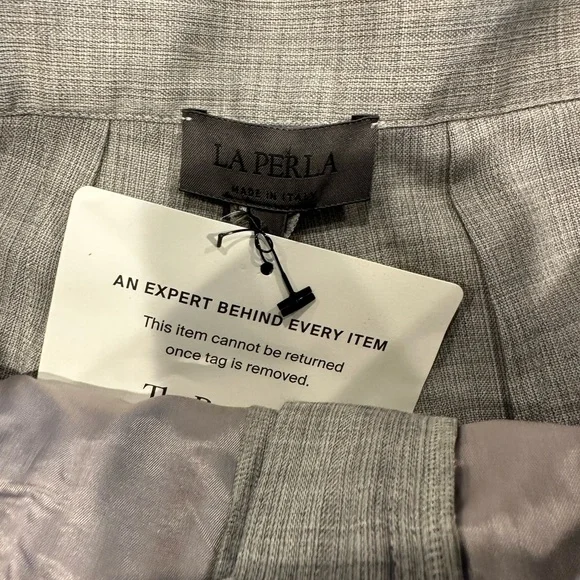 LA PERLA
MADE IN ITALY
AN EXPERT BEHIND EVERY ITEM
This item cannot be returned
once tag is removed.
The